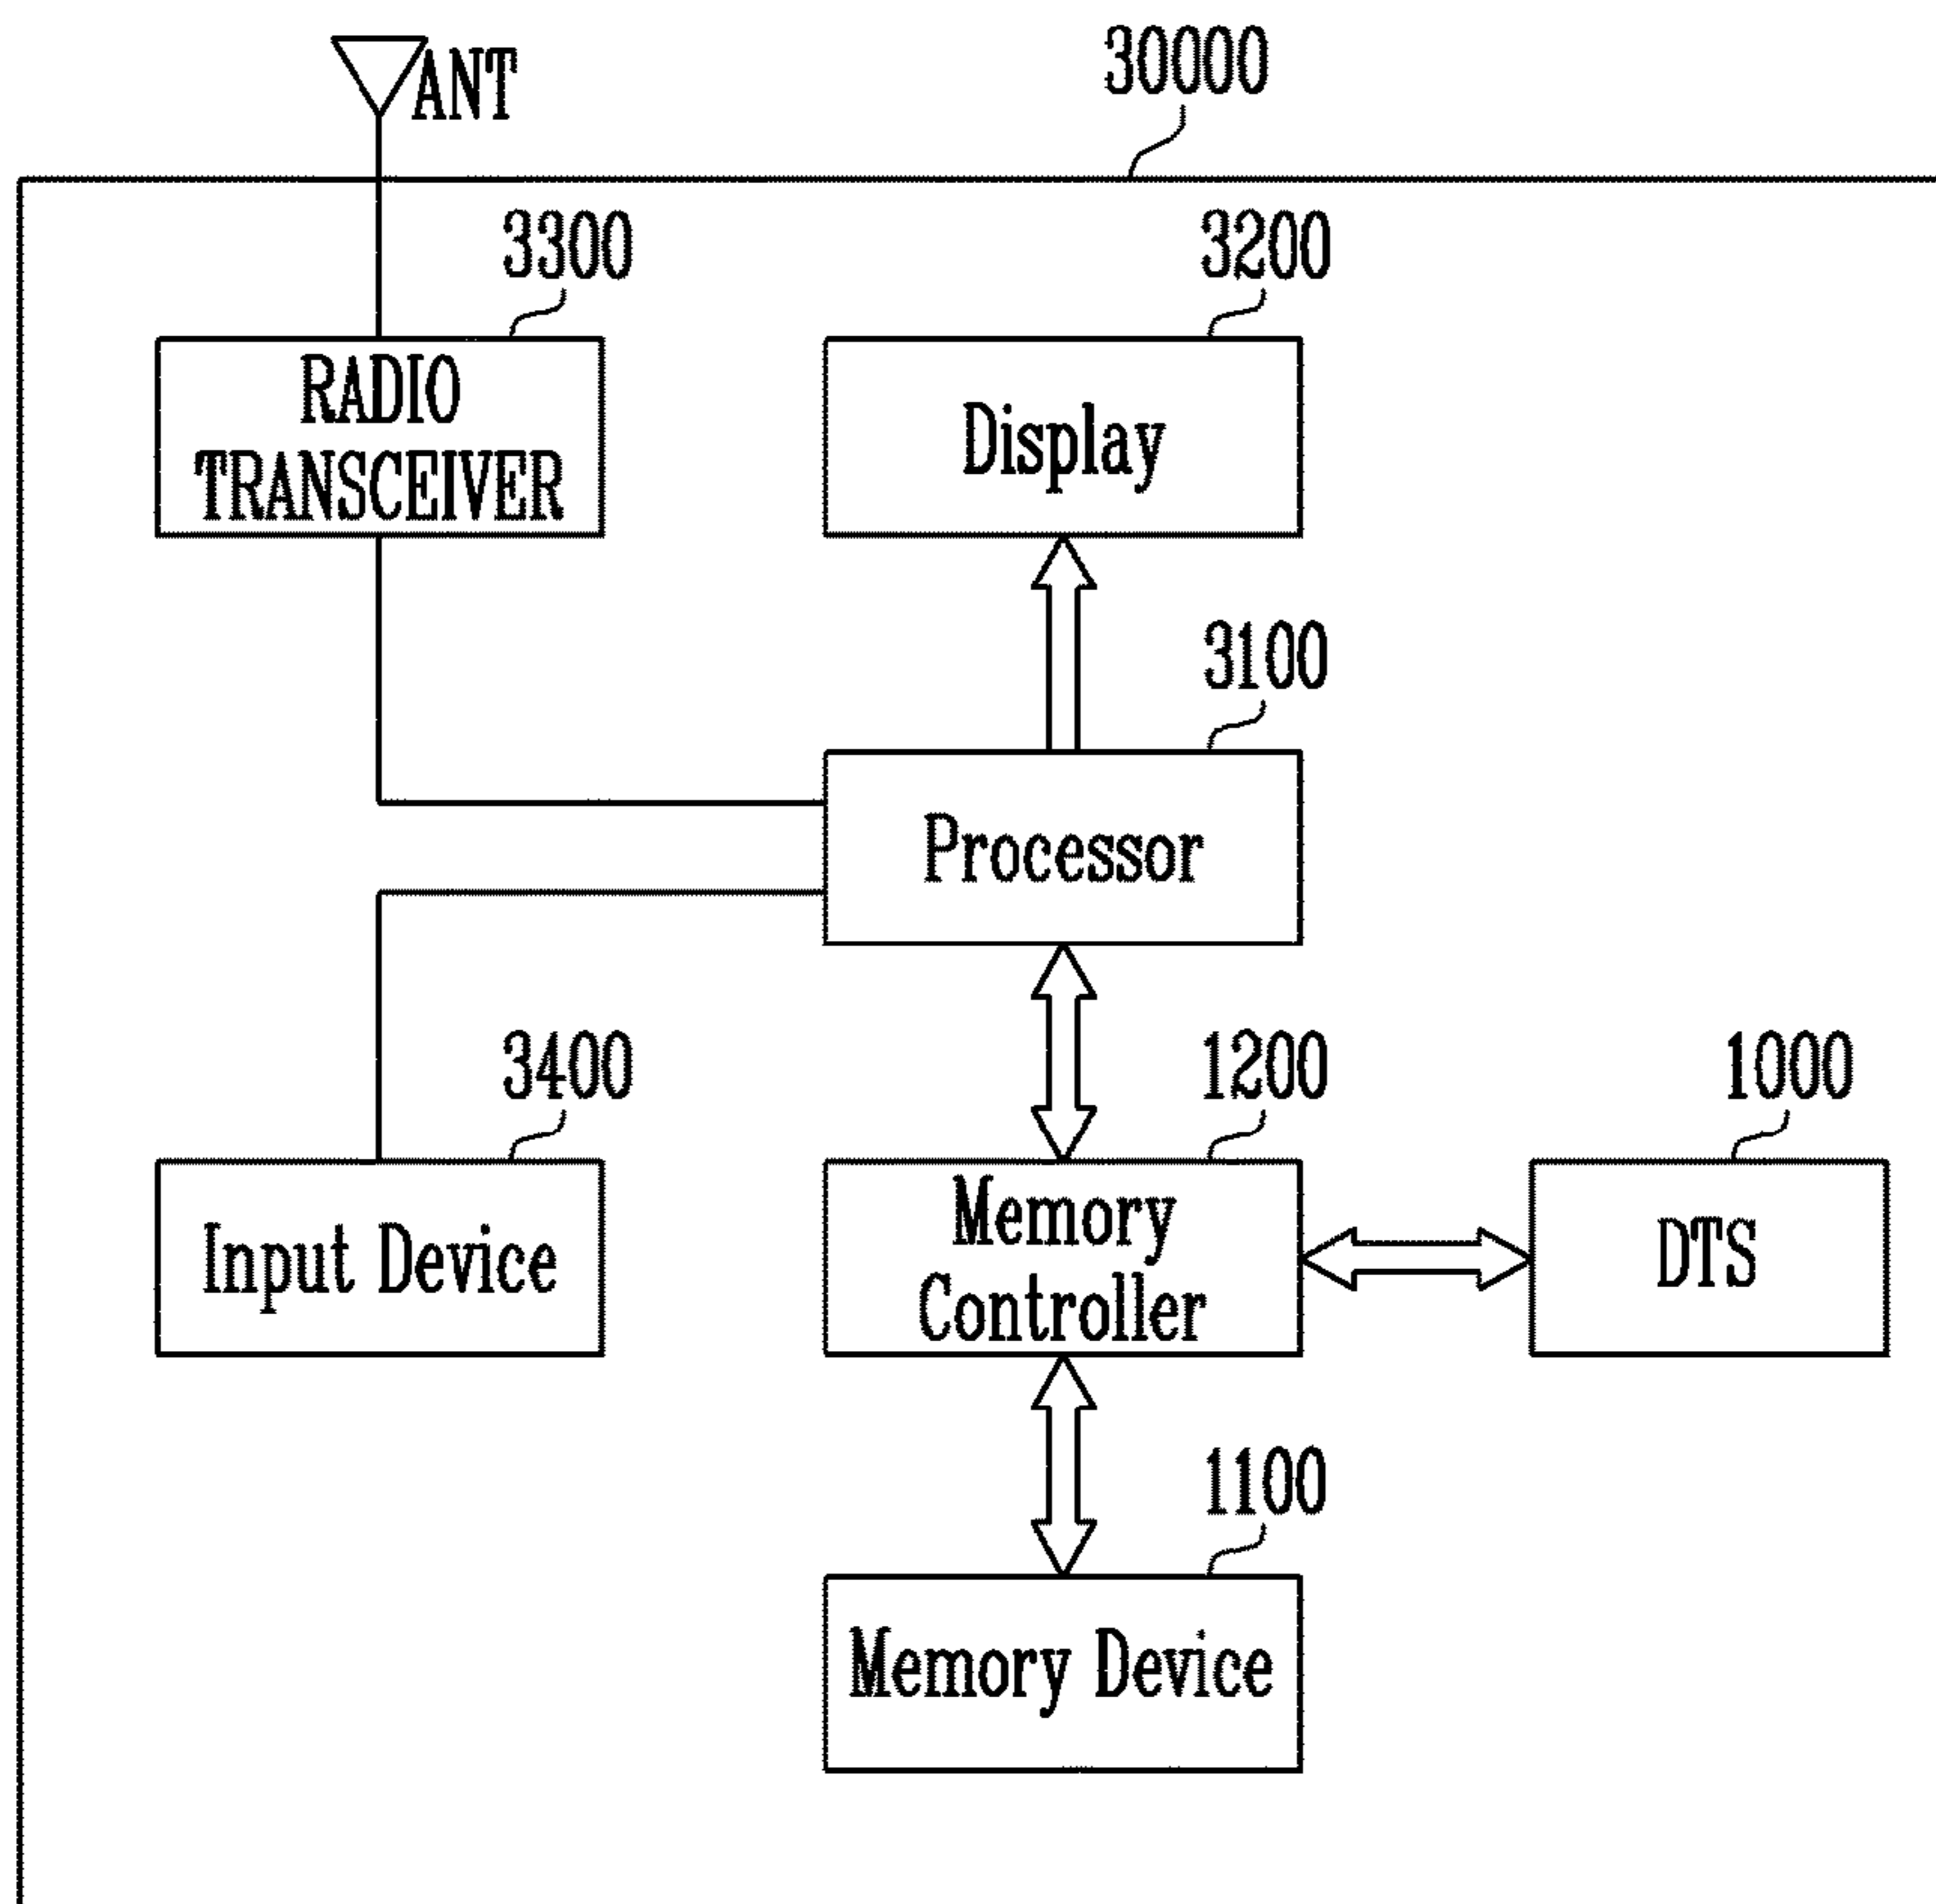 ANT
30000
3300
3200
RADIO
TRANSCEIVER
Display
3100
Processor
3400
1200
1000
Input Device
Memory
Controller
DTS
1100
Memory Device